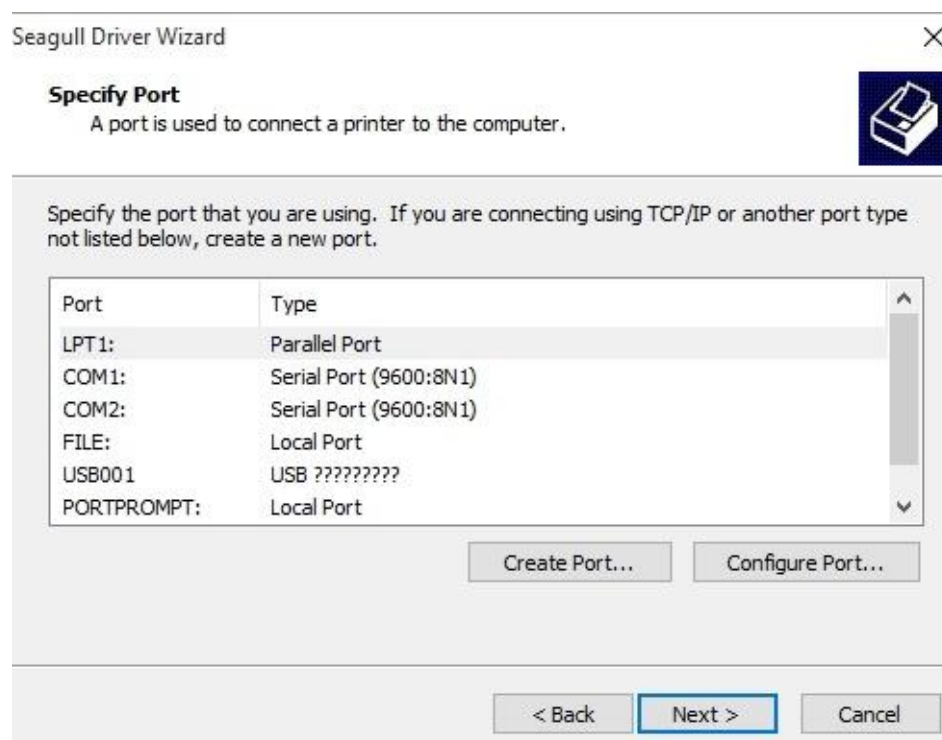 Seagull Driver Wizard
Specify Port
A port is used to connect a printer to the computer.
Specify the port that you are using.  If you are connecting using TCP/IP or another port type
not listed below, create a new port.
Port Type
LPT1: Parallel Port
COM1: Serial Port (9600:8N1)
COM2: Serial Port (9600:8N1)
FILE: Local Port
USB001 USB ?????????
PORTPROMPT: Local Port
Create Port... Configure Port...
< Back Next > Cancel